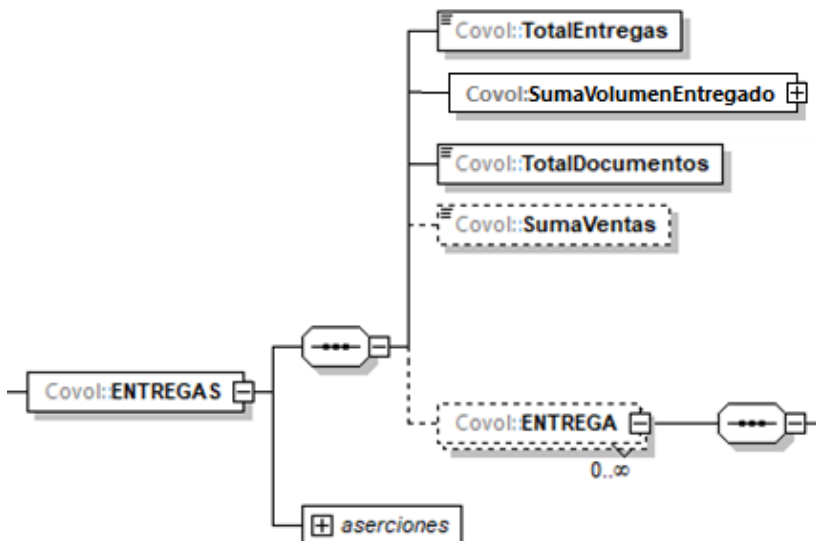 Covol::TotalEntregas
Covol:SumaVolumenEntregado
Covol::TotalDocumentos
Covol::SumaVentas
Covol::ENTREGAS
Covol::ENTREGA
0..∞
aserciones